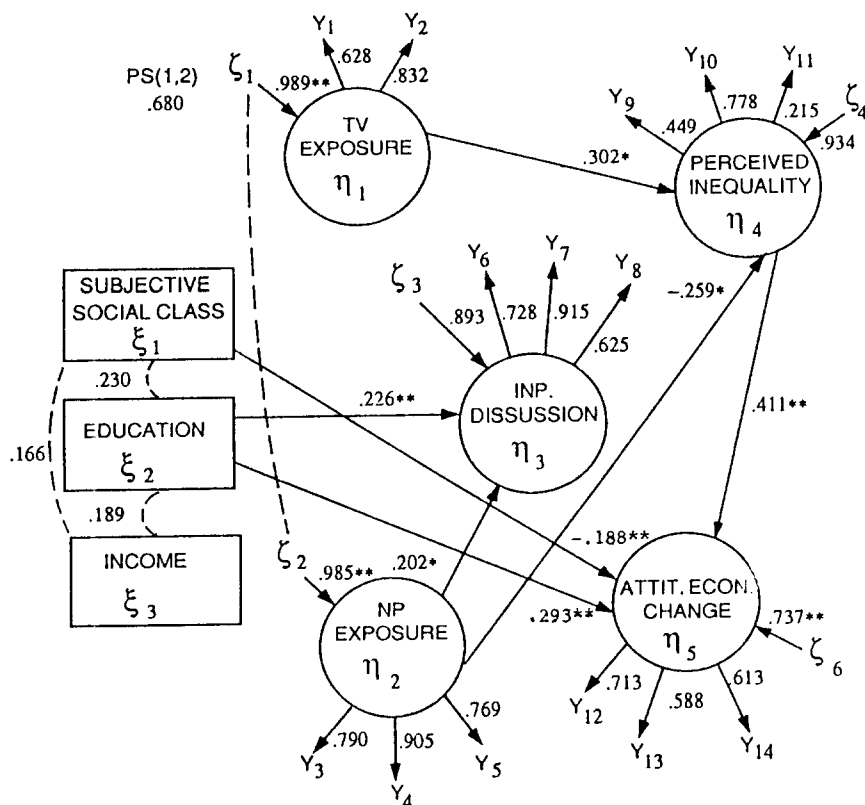 Y1
Y2
PS(1,2)
.680
ζ1
.989**
.628
.832
TV
EXPOSURE
η1
.302*
Y9
Y10
Y11
.449
.778
.215
ζ4
.934
PERCEIVED
INEQUALITY
η4
-.259*
SUBJECTIVE
SOCIAL CLASS
ξ1
.230
EDUCATION
ξ2
.166
.189
INCOME
ξ3
ζ3
Y6
Y7
Y8
.893
.728
.915
.625
INP.
DISSUSSION
η3
.226**
.411**
-.188**
.293**
ζ2
.985**
.202*
NP
EXPOSURE
η2
.790
.905
.769
Y3
Y4
Y5
ATTIT. ECON.
CHANGE
η5
.737**
ζ6
.713
.588
.613
Y12
Y13
Y14